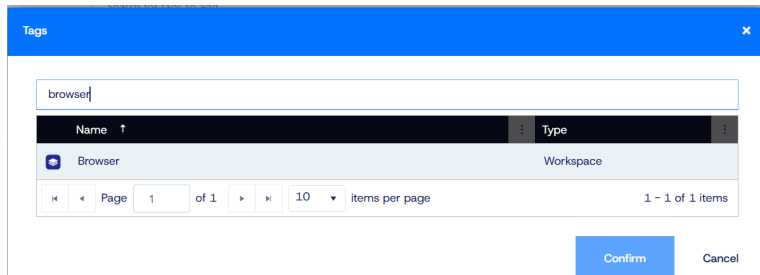 Tags
browser
Name ↑ Type
Browser Workspace
Page 1 of 1 10 items per page 1 – 1 of 1 items
Confirm Cancel